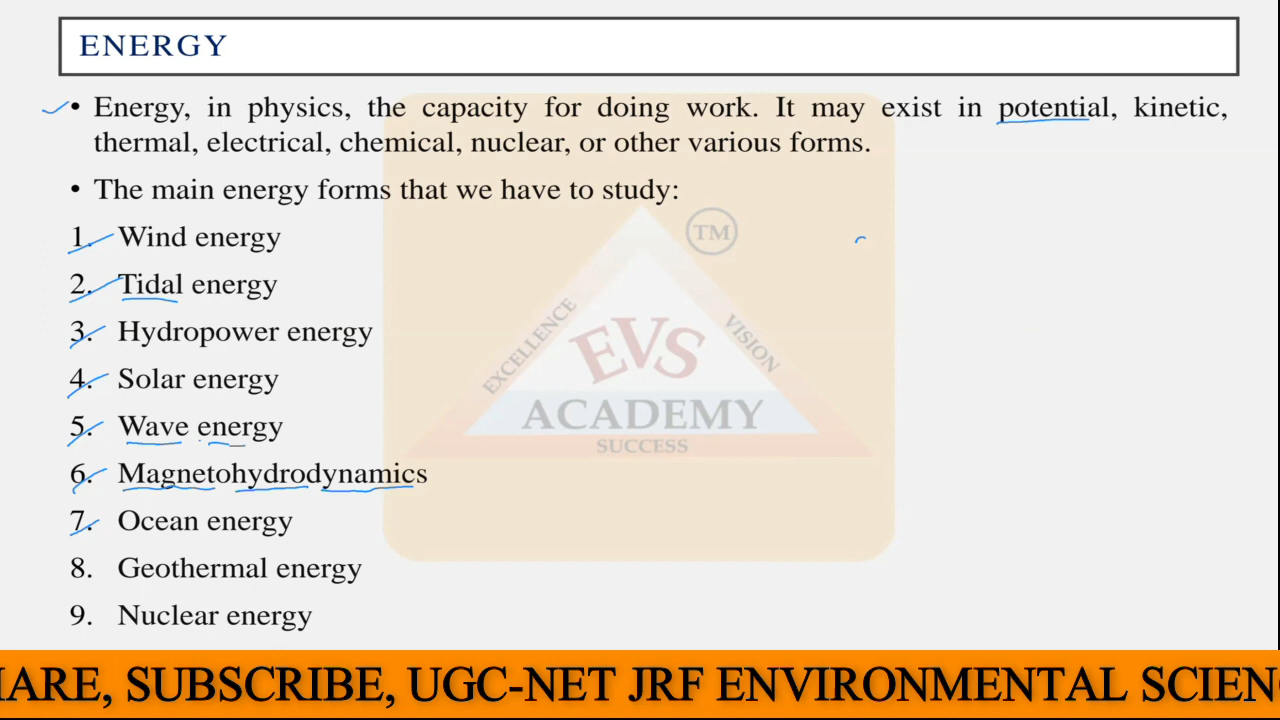 ENERGY
• Energy, in physics, the capacity for doing work. It may exist in potential, kinetic,
thermal, electrical, chemical, nuclear, or other various forms.
• The main energy forms that we have to study:
1. Wind energy
2. Tidal energy
3. Hydropower energy
4. Solar energy
5. Wave energy
6. Magnetohydrodynamics
7. Ocean energy
8. Geothermal energy
9. Nuclear energy
TM
EXCELLENCE
VISION
EVS
ACADEMY
SUCCESS
HARE, SUBSCRIBE, UGC-NET JRF ENVIRONMENTAL SCIEN